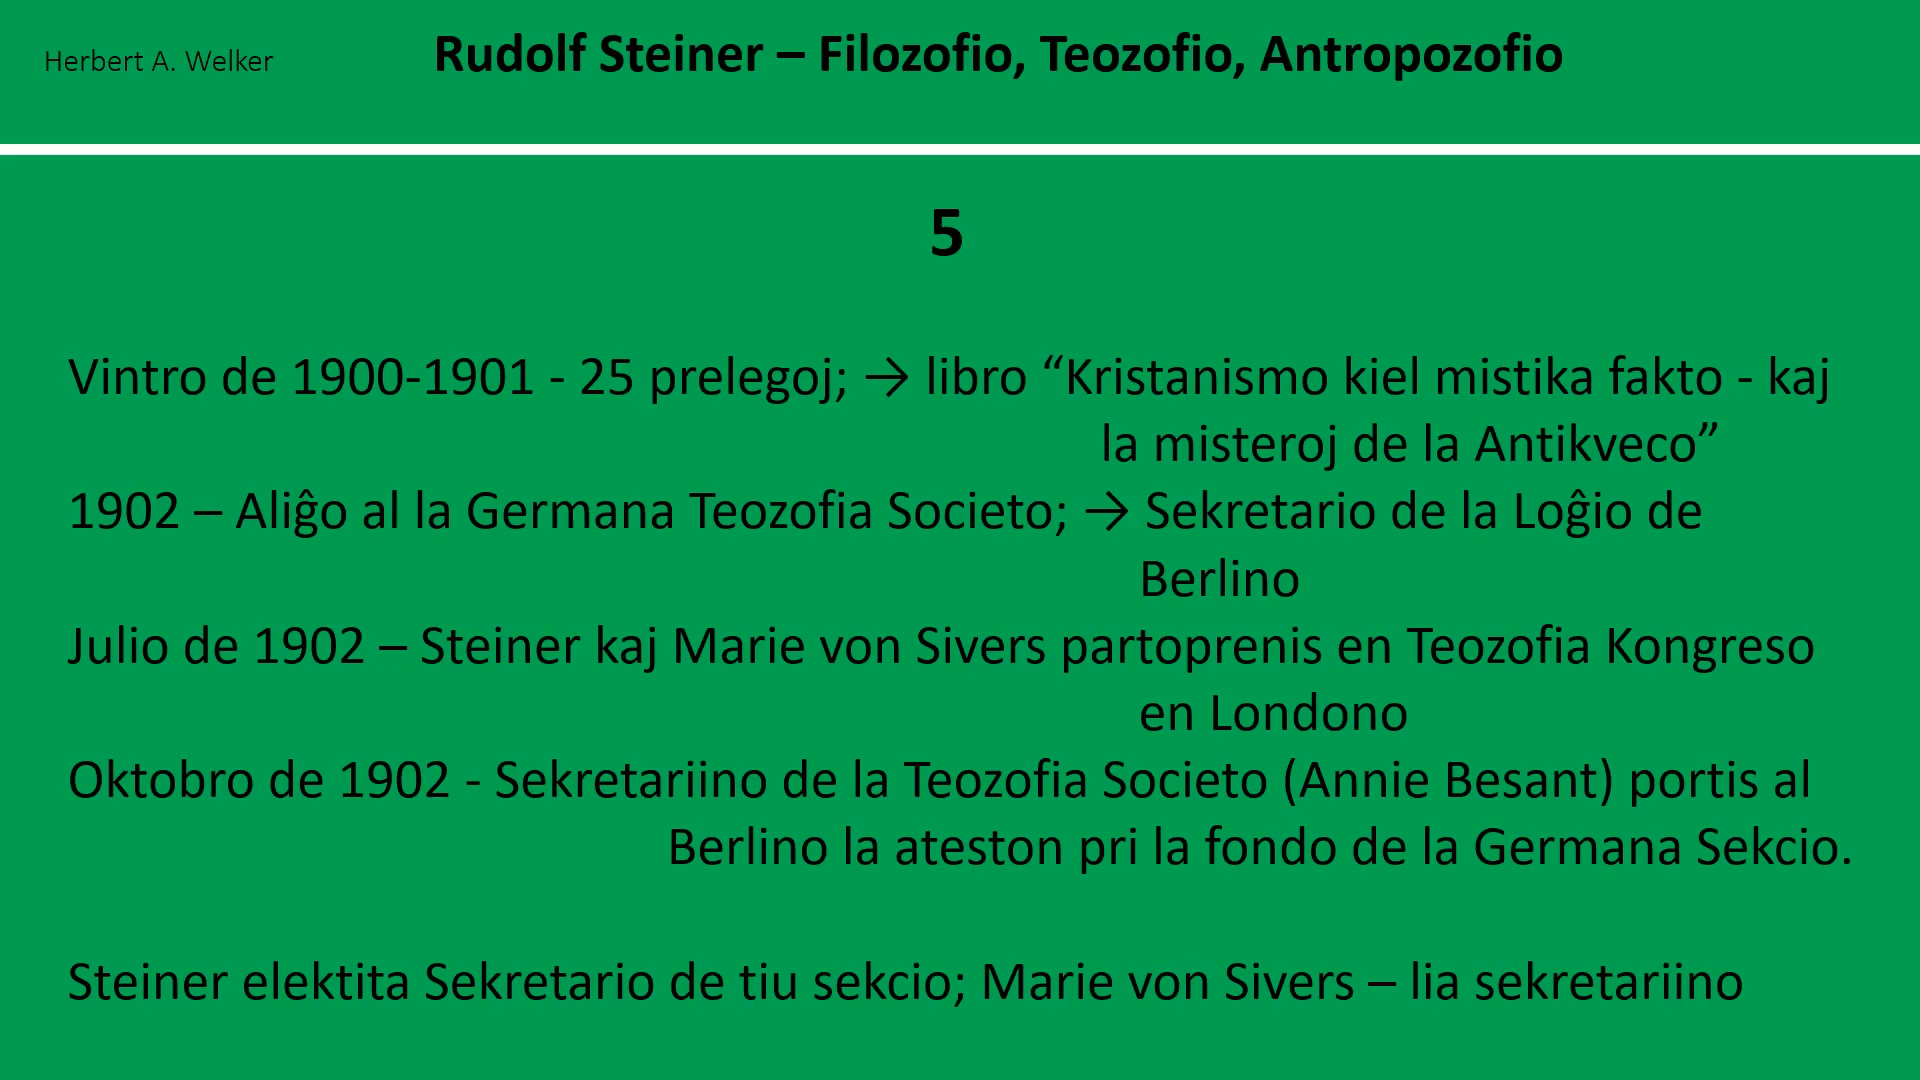 Herbert A. Welker
Rudolf Steiner – Filozofio, Teozofio, Antropozofio
5
Vintro de 1900-1901 - 25 prelegoj; → libro “Kristanismo kiel mistika fakto - kaj
la misteroj de la Antikveco”
1902 – Aliĝo al la Germana Teozofia Societo; → Sekretario de la Loĝio de
Berlino
Julio de 1902 – Steiner kaj Marie von Sivers partoprenis en Teozofia Kongreso
en Londono
Oktobro de 1902 - Sekretariino de la Teozofia Societo (Annie Besant) portis al
Berlino la ateston pri la fondo de la Germana Sekcio.
Steiner elektita Sekretario de tiu sekcio; Marie von Sivers – lia sekretariino